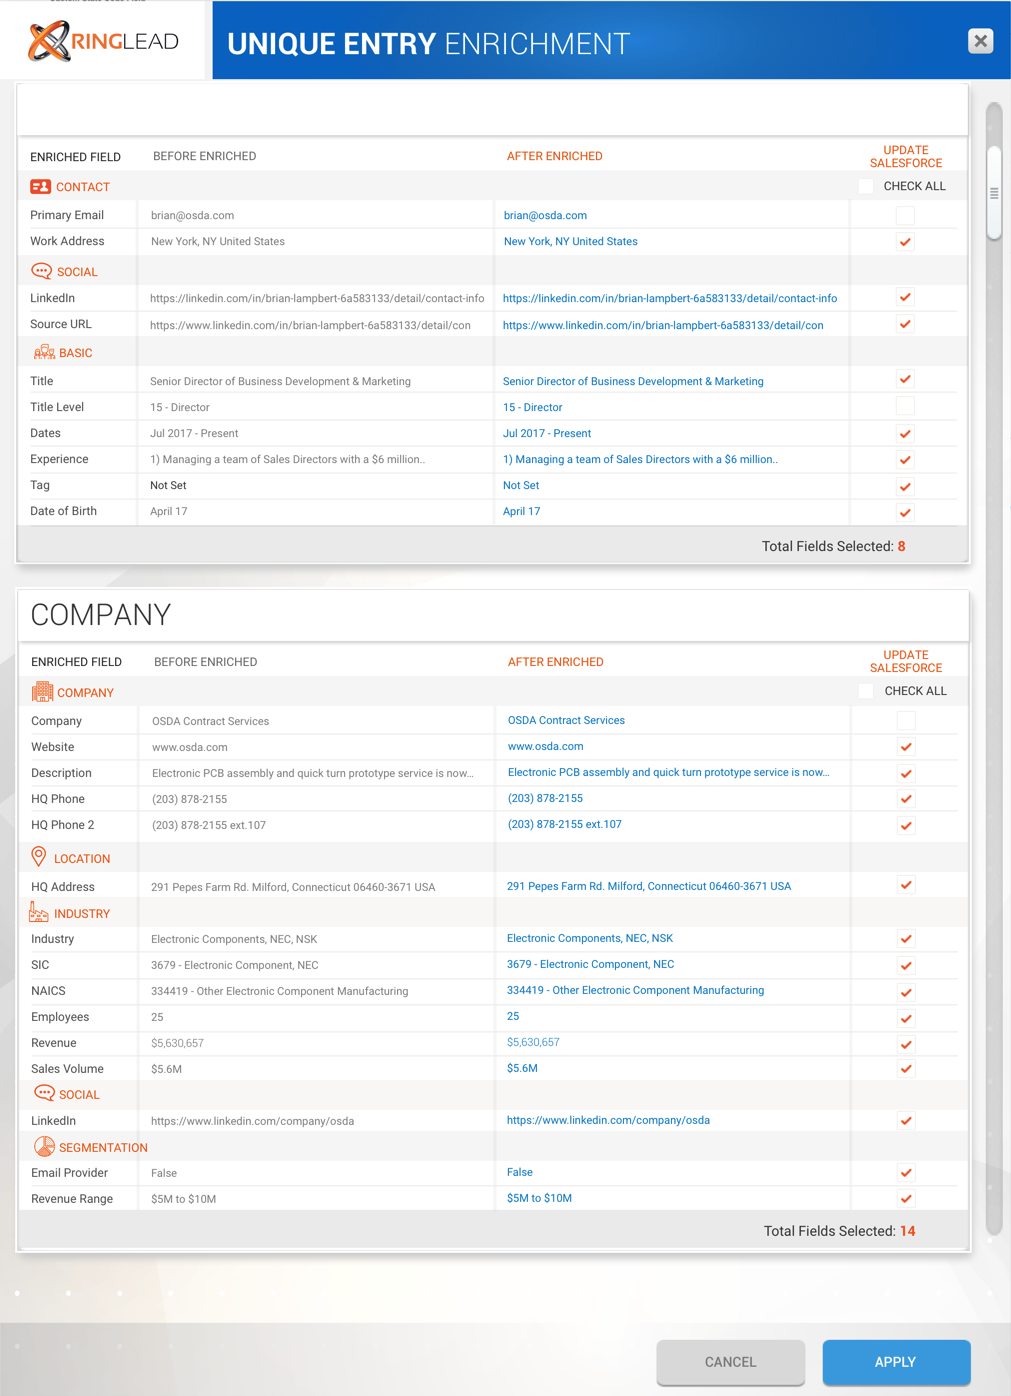 RINGLEAD
UNIQUE ENTRY ENRICHMENT
ENRICHED FIELD BEFORE ENRICHED AFTER ENRICHED UPDATE SALESFORCE
CONTACT CHECK ALL
Primary Email brian@osda.com brian@osda.com
Work Address New York, NY United States New York, NY United States
SOCIAL
LinkedIn https://linkedin.com/in/brian-lampbert-6a583133/detail/contact-info https://linkedin.com/in/brian-lampbert-6a583133/detail/contact-info
Source URL https://www.linkedin.com/in/brian-lampbert-6a583133/detail/con https://www.linkedin.com/in/brian-lampbert-6a583133/detail/con
BASIC
Title Senior Director of Business Development & Marketing Senior Director of Business Development & Marketing
Title Level 15 - Director 15 - Director
Dates Jul 2017 - Present Jul 2017 - Present
Experience 1) Managing a team of Sales Directors with a $6 million.. 1) Managing a team of Sales Directors with a $6 million..
Tag Not Set Not Set
Date of Birth April 17 April 17
Total Fields Selected: 8
COMPANY
ENRICHED FIELD BEFORE ENRICHED AFTER ENRICHED UPDATE SALESFORCE
COMPANY CHECK ALL
Company OSDA Contract Services OSDA Contract Services
Website www.osda.com www.osda.com
Description Electronic PCB assembly and quick turn prototype service is now... Electronic PCB assembly and quick turn prototype service is now...
HQ Phone (203) 878-2155 (203) 878-2155
HQ Phone 2 (203) 878-2155 ext.107 (203) 878-2155 ext.107
LOCATION
HQ Address 291 Pepes Farm Rd. Milford, Connecticut 06460-3671 USA 291 Pepes Farm Rd. Milford, Connecticut 06460-3671 USA
INDUSTRY
Industry Electronic Components, NEC, NSK Electronic Components, NEC, NSK
SIC 3679 - Electronic Component, NEC 3679 - Electronic Component, NEC
NAICS 334419 - Other Electronic Component Manufacturing 334419 - Other Electronic Component Manufacturing
Employees 25 25
Revenue $5,630,657 $5,630,657
Sales Volume $5.6M $5.6M
SOCIAL
LinkedIn https://www.linkedin.com/company/osda https://www.linkedin.com/company/osda
SEGMENTATION
Email Provider False False
Revenue Range $5M to $10M $5M to $10M
Total Fields Selected: 14
CANCEL APPLY